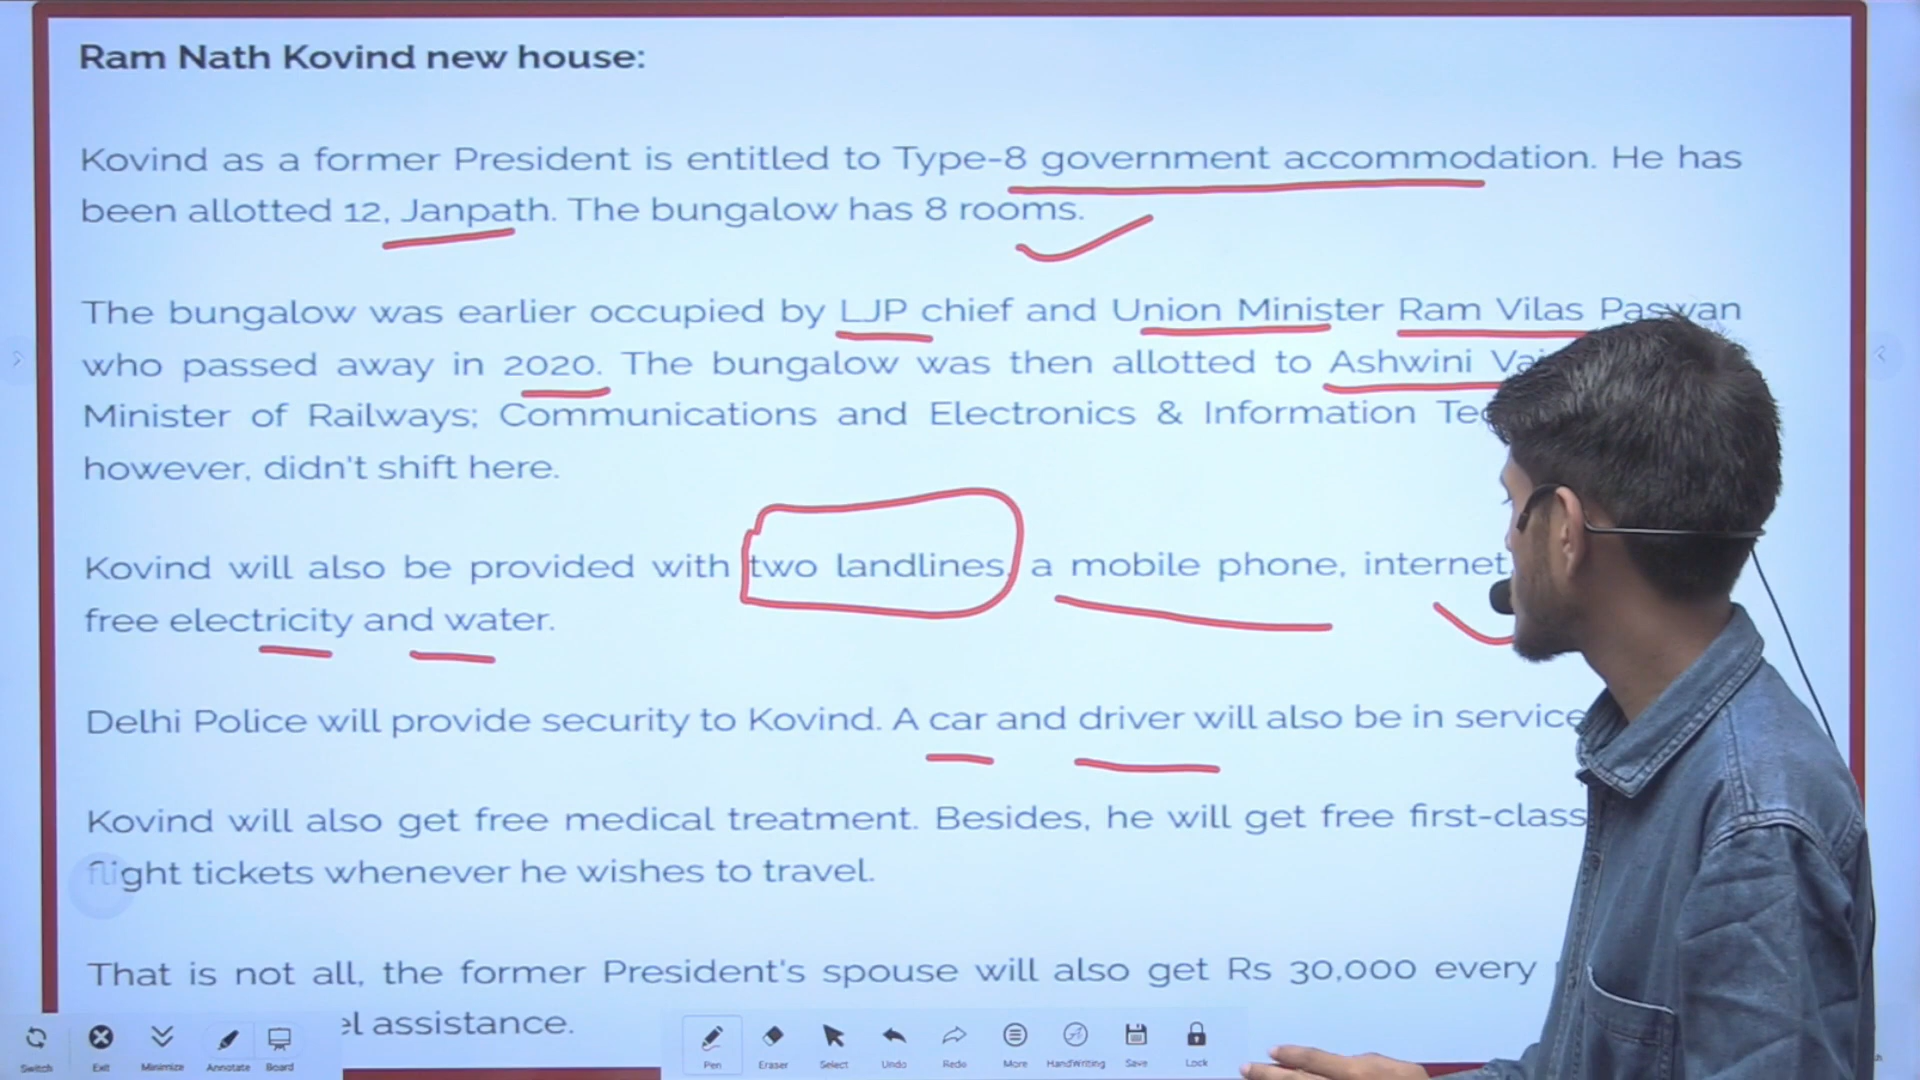 Ram Nath Kovind new house:
Kovind as a former President is entitled to Type-8 government accommodation. He has
been allotted 12, Janpath. The bungalow has 8 rooms.
The bungalow was earlier occupied by LJP chief and Union Minister Ram Vilas Paswan
who passed away in 2020. The bungalow was then allotted to Ashwini
Minister of Railways; Communications and Electronics & Information
however, didn't shift here.
Kovind will also be provided with two landlines, a mobile phone, internet,
free electricity and water.
Delhi Police will provide security to Kovind. A car and driver will also be in service
Kovind will also get free medical treatment. Besides, he will get free first-class
flight tickets whenever he wishes to travel.
That is not all, the former President's spouse will also get Rs 30,000 every
assistance.
Switch Exit Minimize Annotate Board Pen Eraser Select Undo Redo More HandWriting Save Lock